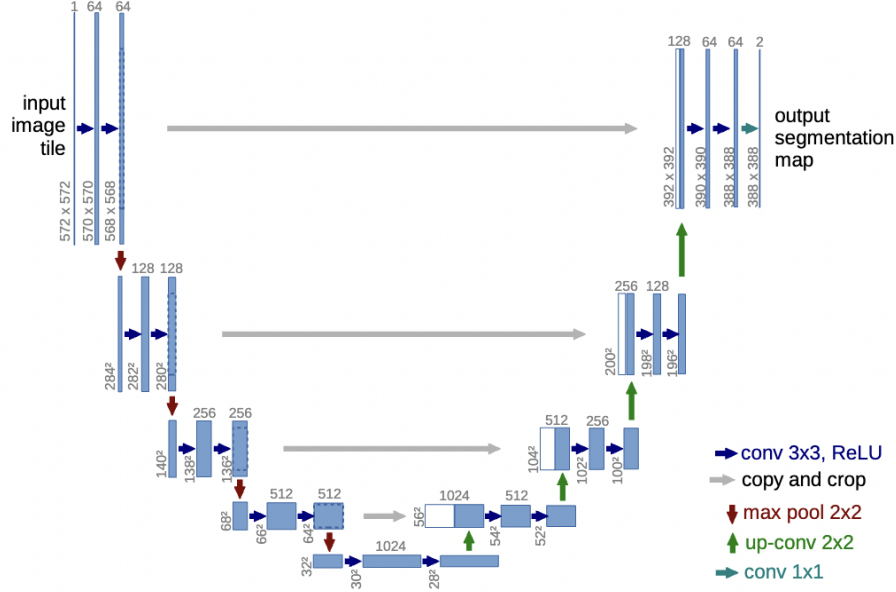 1 64 64
input
image
tile
572 x 572
570 x 570
568 x 568
128 64 64 2
output
segmentation
map
392 x 392
390 x 390
388 x 388
388 x 388
128 128
284²
282²
280²
256 128
200²
198²
196²
256 256
140²
138²
136²
512 256
104²
102²
100²
512 512
68²
66²
64²
1024 512
56²
54²
52²
1024
32²
30²
28²
conv 3x3, ReLU
copy and crop
max pool 2x2
up-conv 2x2
conv 1x1